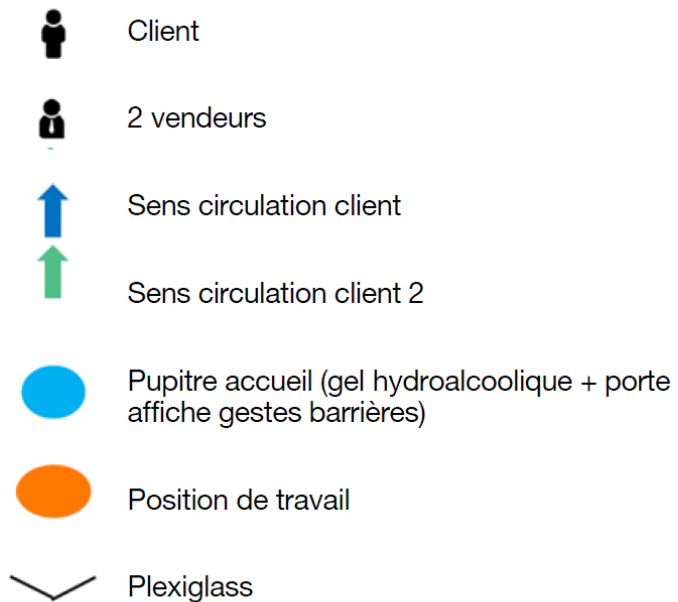 Client
2 vendeurs
Sens circulation client
Sens circulation client 2
Pupitre accueil (gel hydroalcoolique + porte
affiche gestes barrières)
Position de travail
Plexiglass